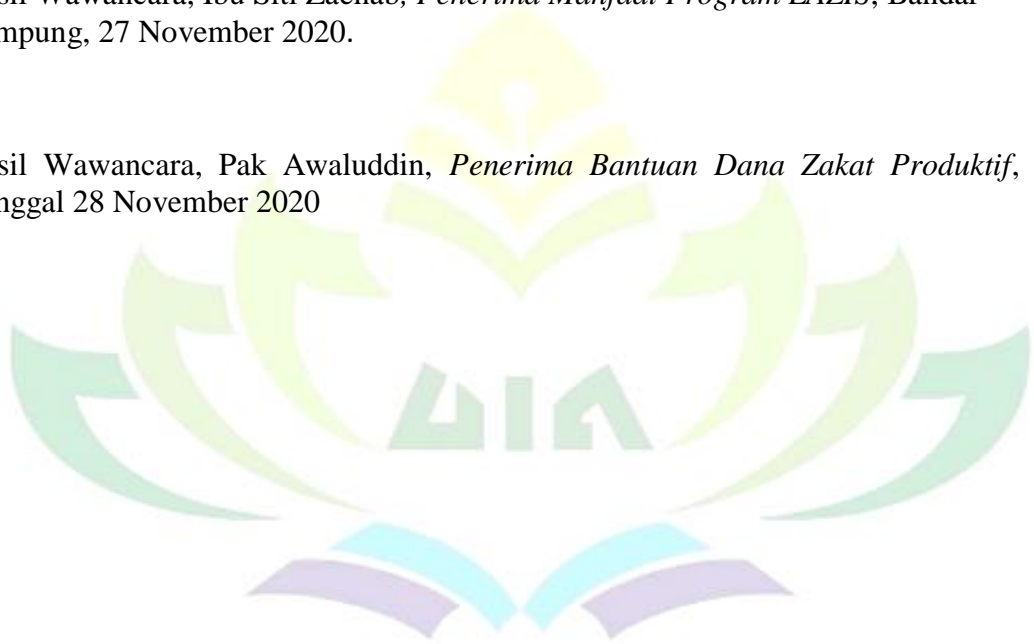 sil Wawancara, Ibu Siti Zaenab, Penerima Manfaat Program LAZIS, Bandar
mpung, 27 November 2020.
sil Wawancara, Pak Awaluddin, Penerima Bantuan Dana Zakat Produktif,
nggal 28 November 2020
UIN